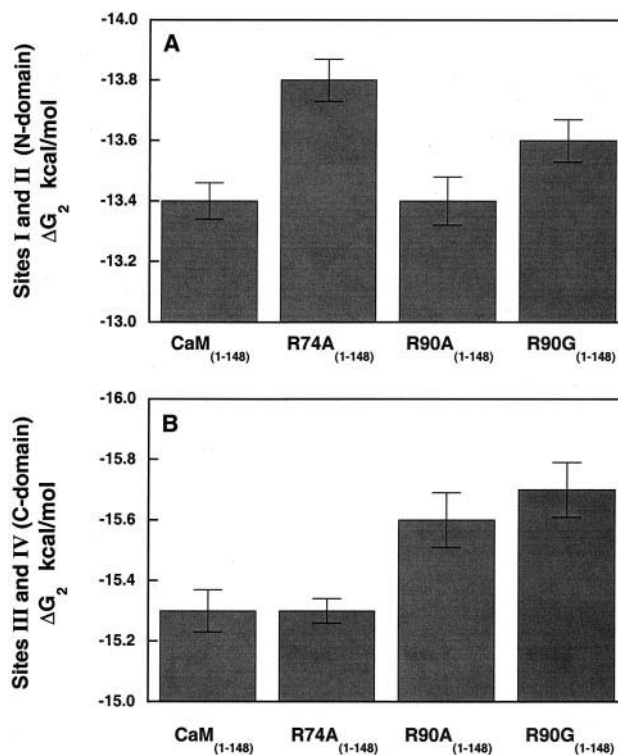 Sites I and II (N-domain)
ΔG2 kcal/mol
A
-14.0
-13.8
-13.6
-13.4
-13.2
-13.0
CaM(1-148) R74A(1-148) R90A(1-148) R90G(1-148)
Sites III and IV (C-domain)
ΔG2 kcal/mol
B
-16.0
-15.8
-15.6
-15.4
-15.2
-15.0
CaM(1-148) R74A(1-148) R90A(1-148) R90G(1-148)